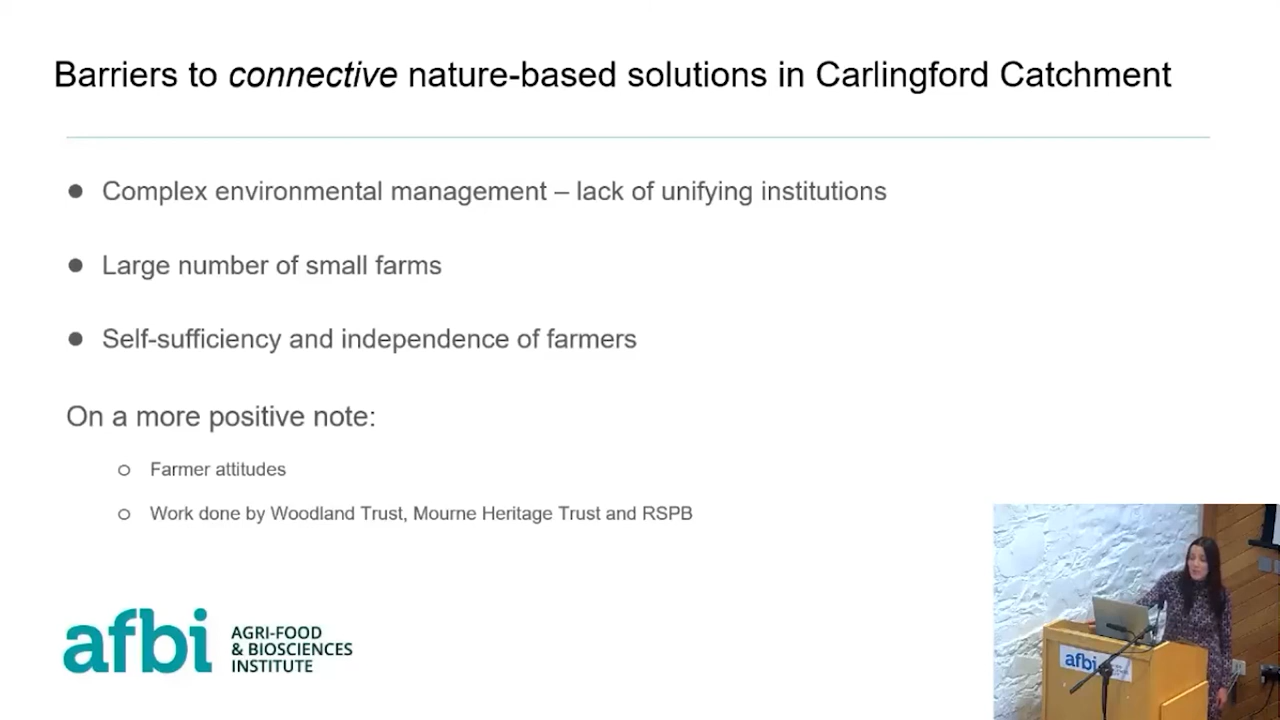 Barriers to connective nature-based solutions in Carlingford Catchment
● Complex environmental management – lack of unifying institutions
● Large number of small farms
● Self-sufficiency and independence of farmers
On a more positive note:
○ Farmer attitudes
○ Work done by Woodland Trust, Mourne Heritage Trust and RSPB
afbi
AGRI-FOOD
& BIOSCIENCES
INSTITUTE
afbi